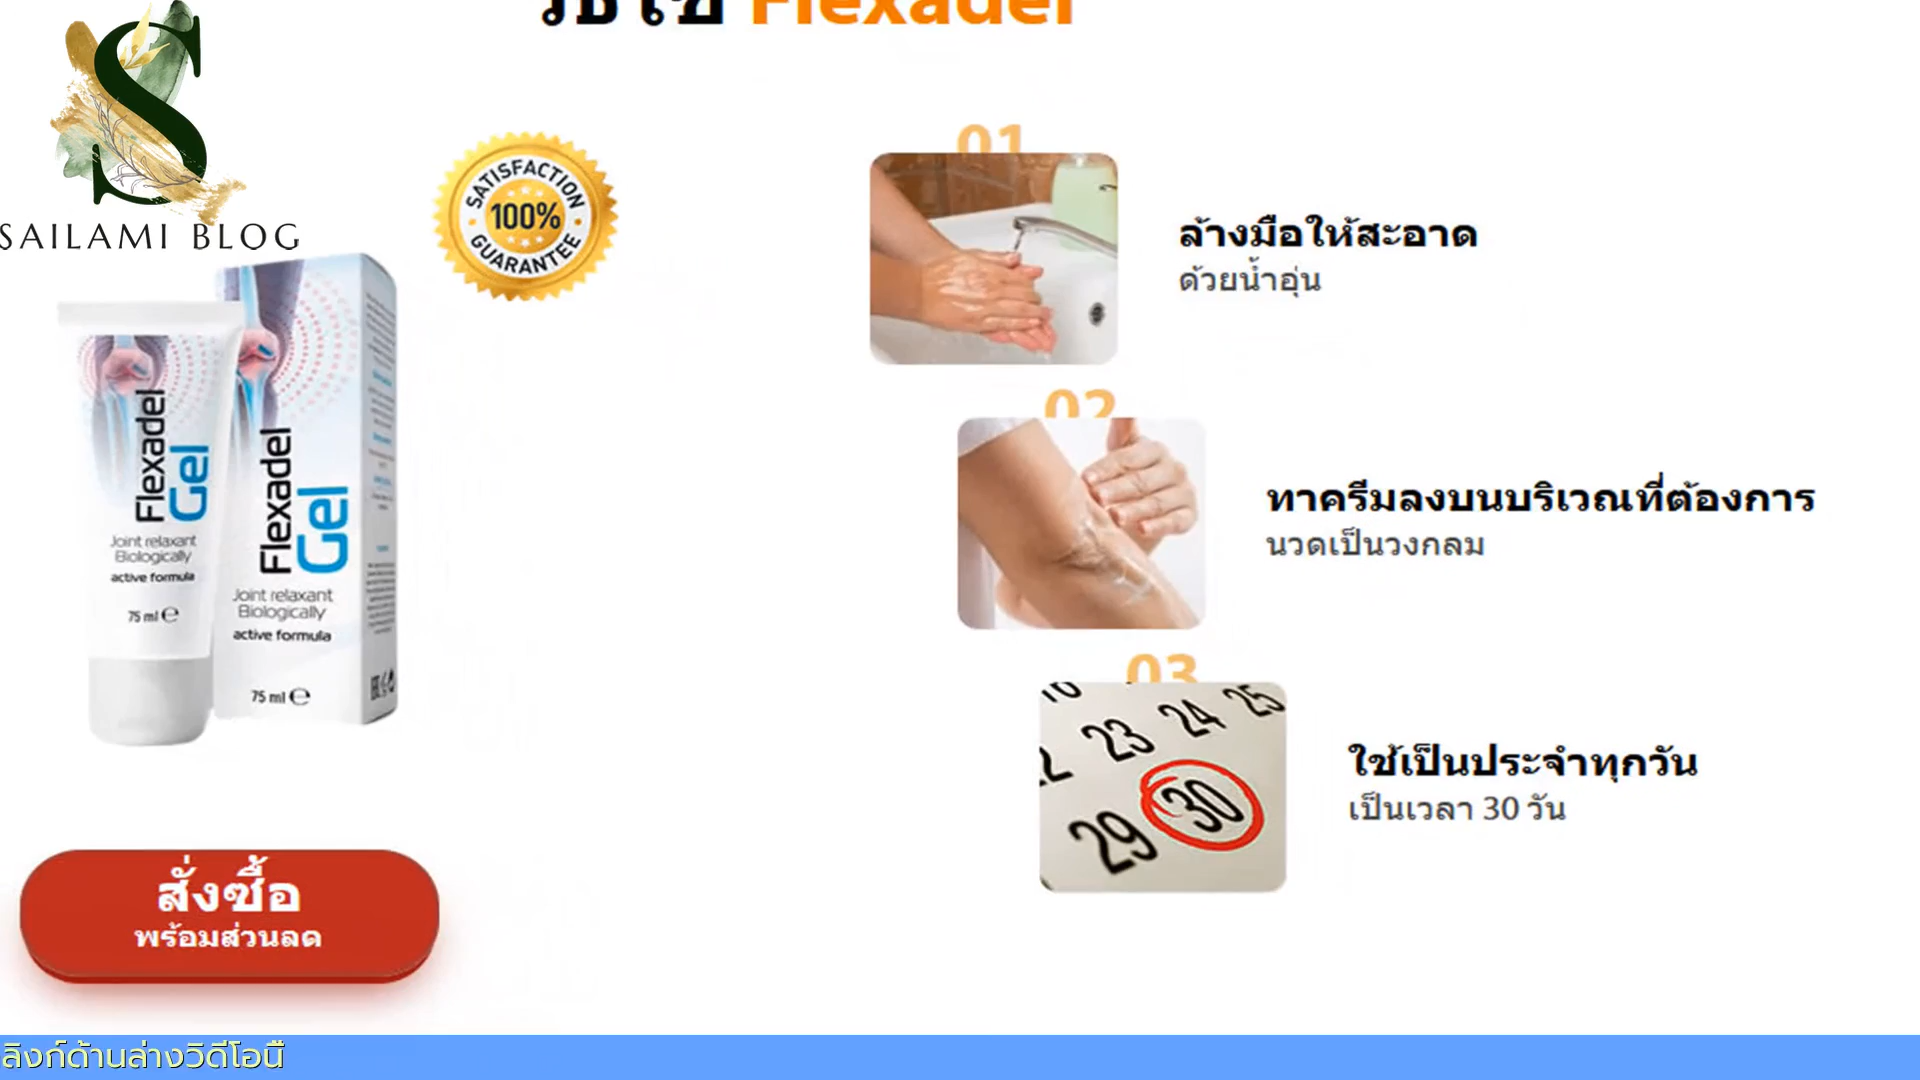 วิธีใช้ Flexadel
SAILAMI BLOG
SATISFACTION
100%
GUARANTEE
Flexadel
Gel
Joint relaxant
Biologically
active formula
75 ml ℮
Flexadel
Gel
Joint relaxant
Biologically
active formula
75 ml ℮
01
ล้างมือให้สะอาด
ด้วยน้ำอุ่น
02
ทาครีมลงบนบริเวณที่ต้องการ
นวดเป็นวงกลม
03
23 24 25
29 30
ใช้เป็นประจำทุกวัน
เป็นเวลา 30 วัน
สั่งซื้อ
พร้อมส่วนลด
ลิงก์ด้านล่างวิดีโอนี้